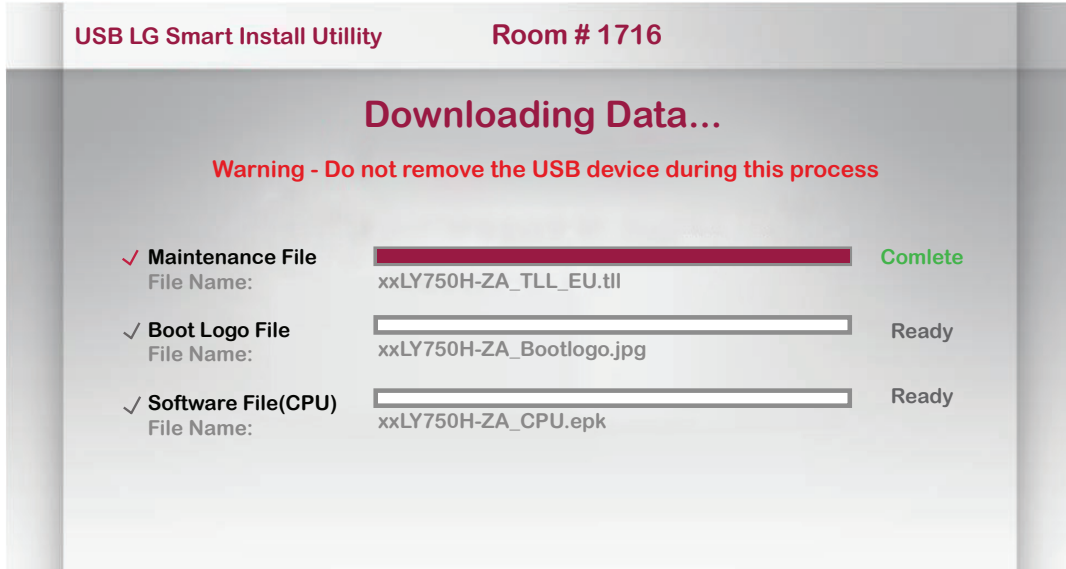 USB LG Smart Install Utillity Room # 1716
Downloading Data...
Warning - Do not remove the USB device during this process
Maintenance File Comlete
File Name: xxLY750H-ZA_TLL_EU.tll
Boot Logo File Ready
File Name: xxLY750H-ZA_Bootlogo.jpg
Software File(CPU) Ready
File Name: xxLY750H-ZA_CPU.epk